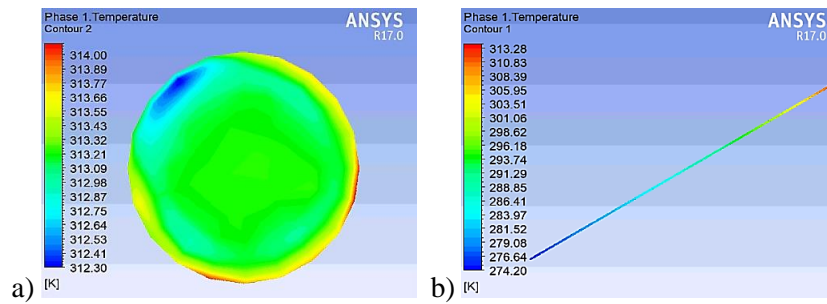 Phase 1.Temperature
Contour 2
ANSYS
R17.0
314.00
313.89
313.77
313.66
313.55
313.43
313.32
313.21
313.09
312.98
312.87
312.75
312.64
312.53
312.41
312.30
[K]
a)
Phase 1.Temperature
Contour 1
ANSYS
R17.0
313.28
310.83
308.39
305.95
303.51
301.06
298.62
296.18
293.74
291.29
288.85
286.41
283.97
281.52
279.08
276.64
274.20
[K]
b)